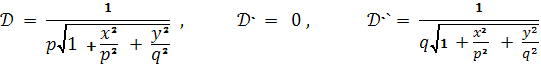 𝒟 = 1 / (p√(1 + x²/p² + y²/q²)) , 𝒟` = 0 , 𝒟`` = 1 / (q√(1 + x²/p² + y²/q²))